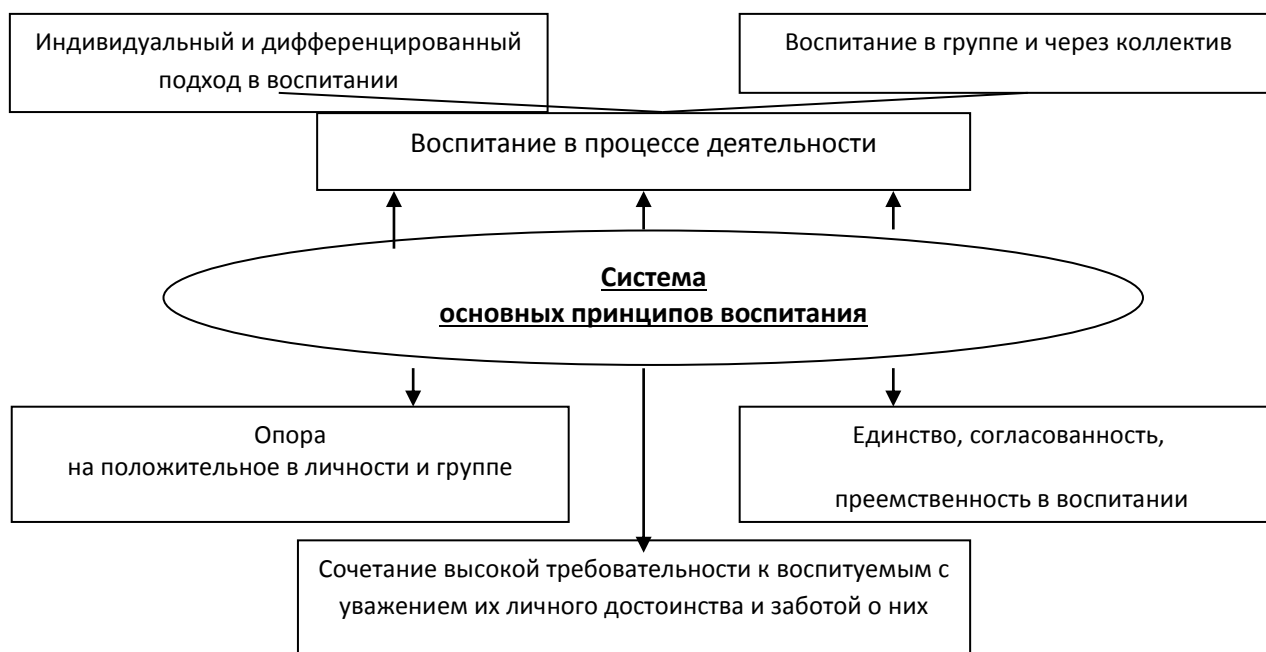 Индивидуальный и дифференцированный
подход в воспитании
Воспитание в группе и через коллектив
Воспитание в процессе деятельности
Система
основных принципов воспитания
Опора
на положительное в личности и группе
Единство, согласованность,
преемственность в воспитании
Сочетание высокой требовательности к воспитуемым с
уважением их личного достоинства и заботой о них